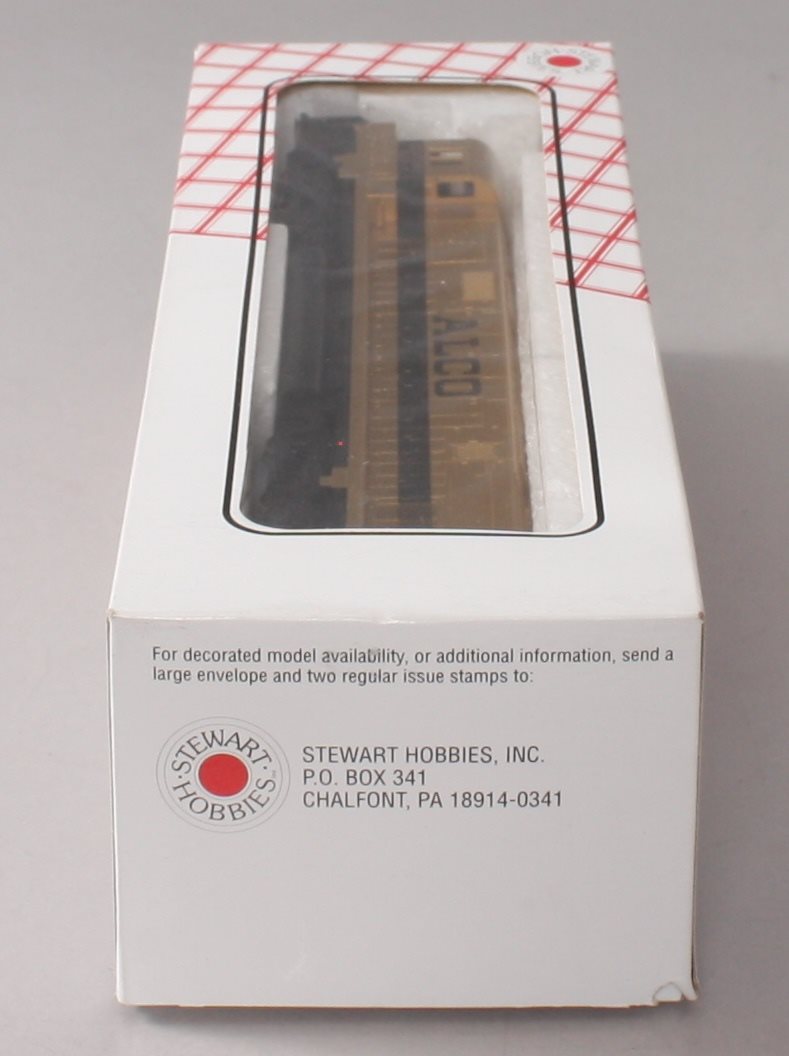 ALCO
For decorated model availability, or additional information, send a
large envelope and two regular issue stamps to:
STEWART HOBBIES
STEWART HOBBIES, INC.
P.O. BOX 341
CHALFONT, PA 18914-0341